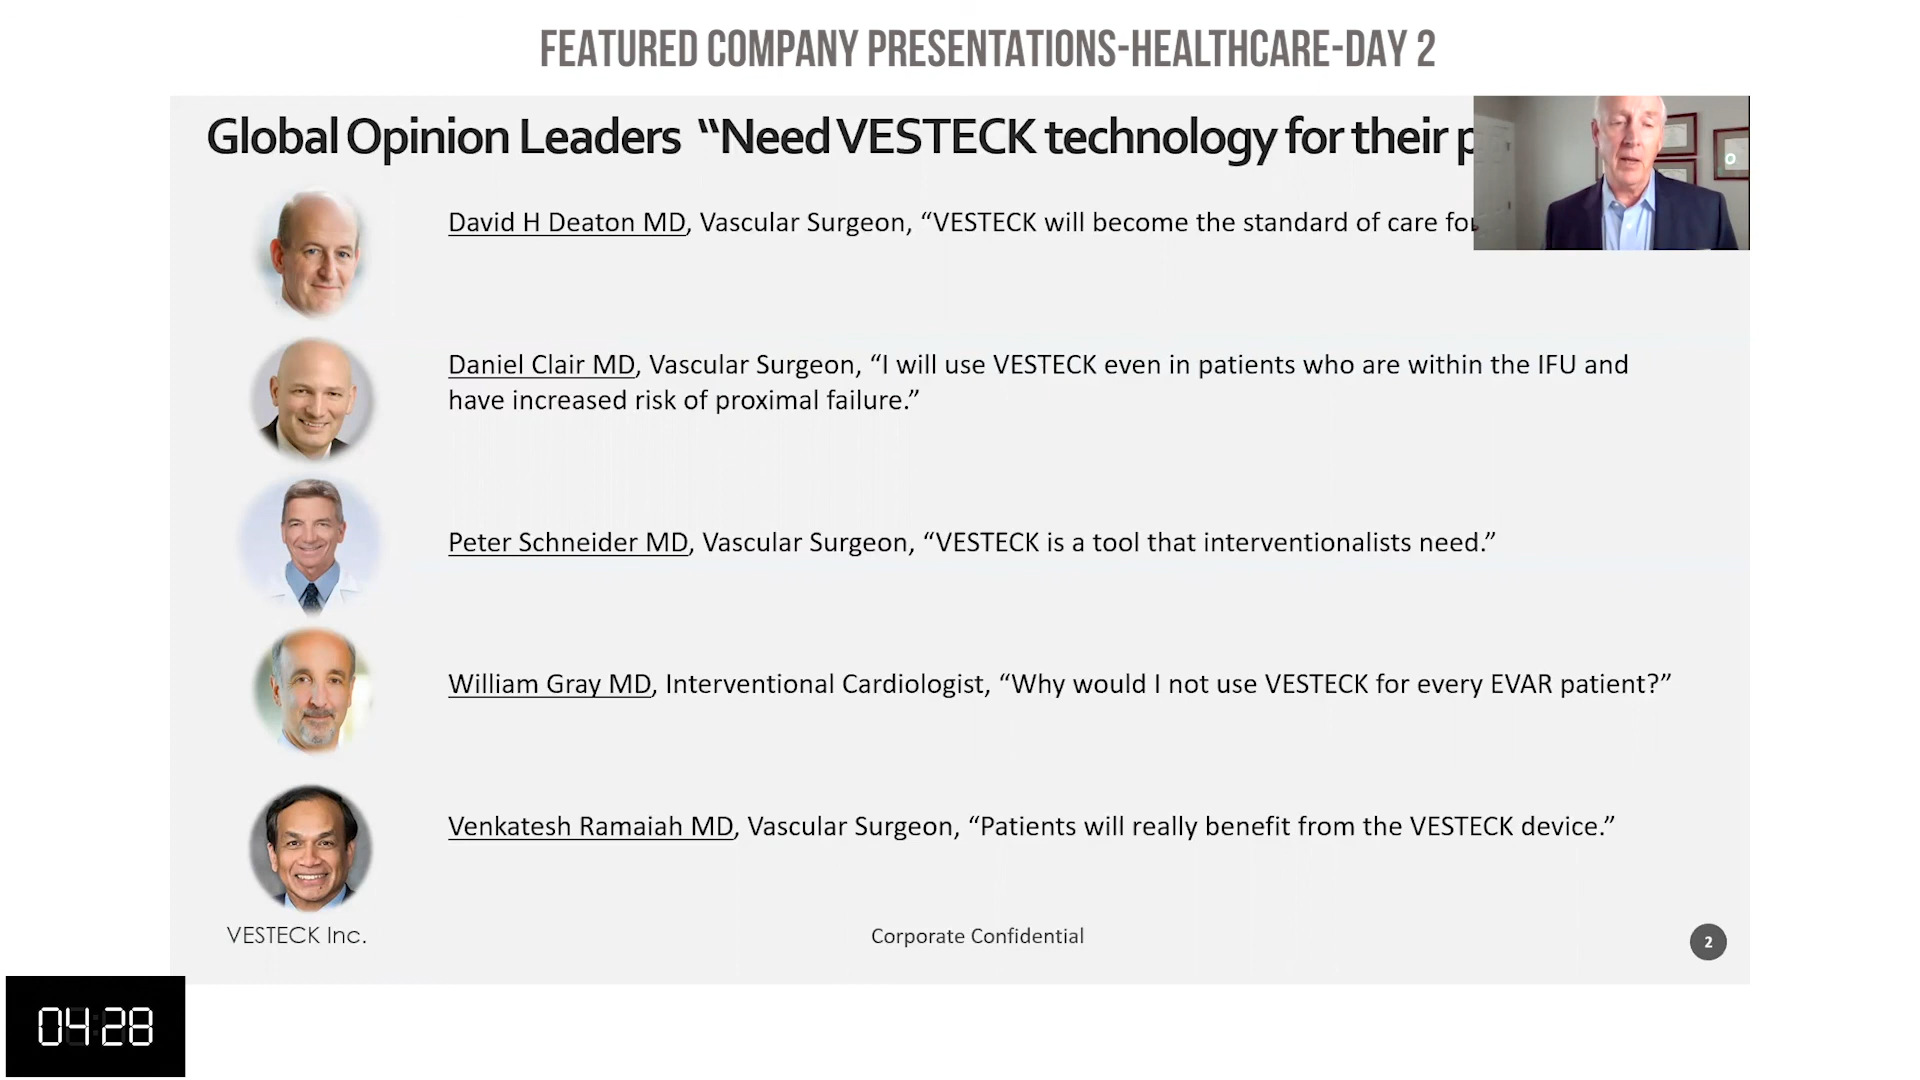 FEATURED COMPANY PRESENTATIONS-HEALTHCARE-DAY 2
Global Opinion Leaders “Need VESTECK technology for their
David H Deaton MD, Vascular Surgeon, “VESTECK will become the standard of care for
Daniel Clair MD, Vascular Surgeon, “I will use VESTECK even in patients who are within the IFU and
have increased risk of proximal failure.”
Peter Schneider MD, Vascular Surgeon, “VESTECK is a tool that interventionalists need.”
William Gray MD, Interventional Cardiologist, “Why would I not use VESTECK for every EVAR patient?”
Venkatesh Ramaiah MD, Vascular Surgeon, “Patients will really benefit from the VESTECK device.”
VESTECK Inc.
Corporate Confidential
2
04:28